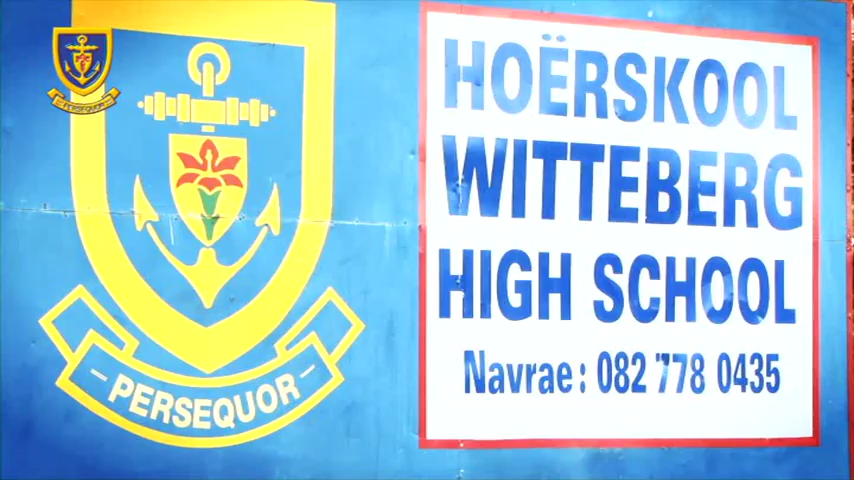 PERSEQUOR
HOËRSKOOL
WITTEBERG
HIGH SCHOOL
Navrae: 082 778 0435
– PERSEQUOR –